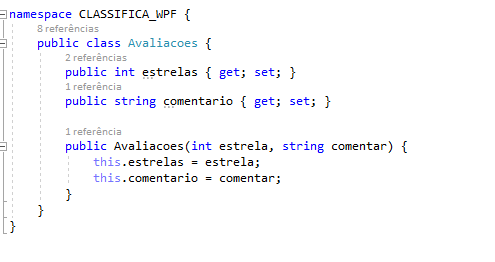 namespace CLASSIFICA_WPF {
8 referências
public class Avaliacoes {
2 referências
public int estrelas { get; set; }
1 referência
public string comentario { get; set; }
1 referência
public Avaliacoes(int estrela, string comentar) {
this.estrelas = estrela;
this.comentario = comentar;
}
}
}